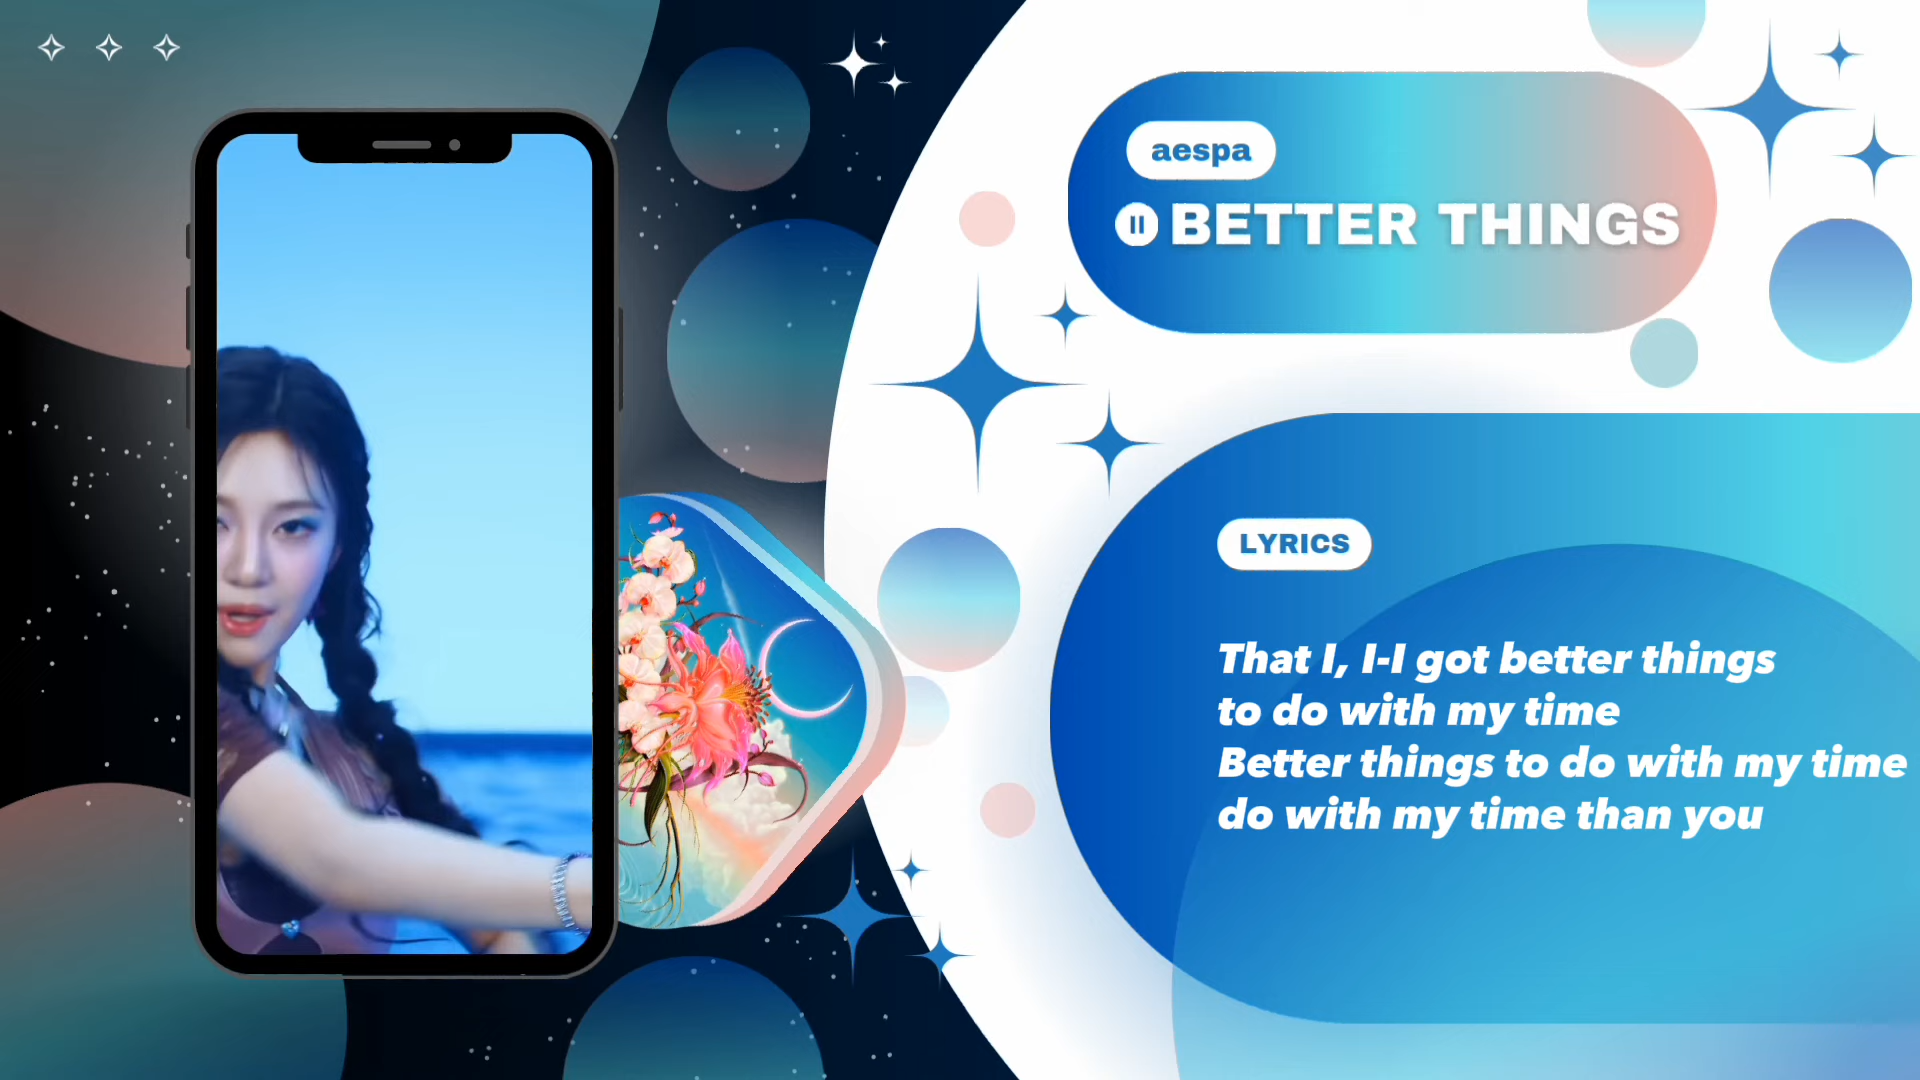 aespa
BETTER THINGS
LYRICS
That I, I-I got better things
to do with my time
Better things to do with my time
do with my time than you